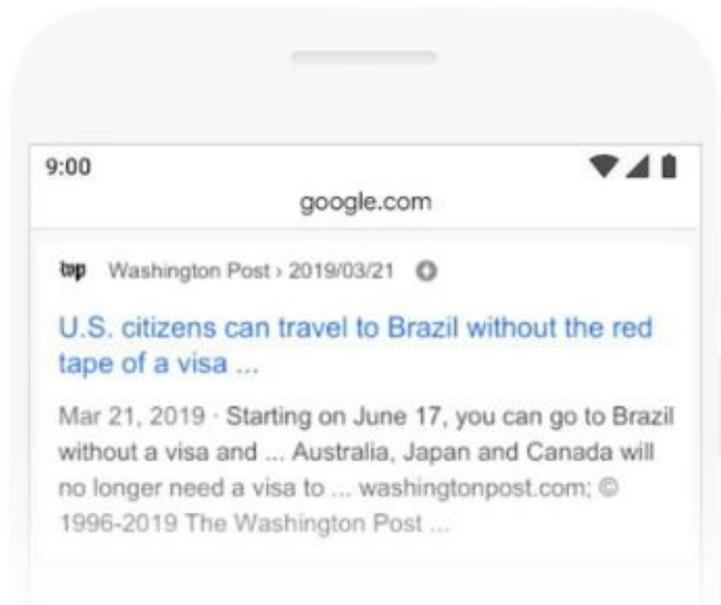 9:00
google.com
wp Washington Post › 2019/03/21
U.S. citizens can travel to Brazil without the red
tape of a visa ...
Mar 21, 2019 · Starting on June 17, you can go to Brazil
without a visa and ... Australia, Japan and Canada will
no longer need a visa to ... washingtonpost.com; ©
1996-2019 The Washington Post ...